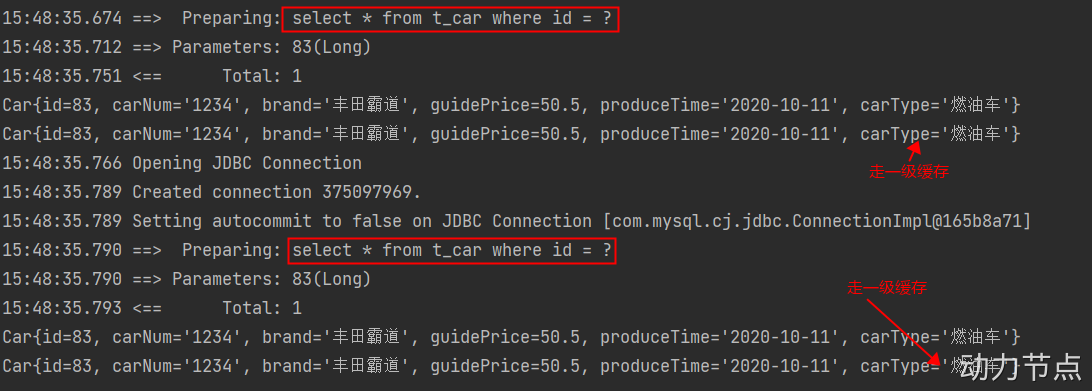 15:48:35.674 ==>  Preparing: select * from t_car where id = ?
15:48:35.712 ==> Parameters: 83(Long)
15:48:35.751 <==      Total: 1
Car{id=83, carNum='1234', brand='丰田霸道', guidePrice=50.5, produceTime='2020-10-11', carType='燃油车'}
Car{id=83, carNum='1234', brand='丰田霸道', guidePrice=50.5, produceTime='2020-10-11', carType='燃油车'}
15:48:35.766 Opening JDBC Connection
走一级缓存
15:48:35.789 Created connection 375097969.
15:48:35.789 Setting autocommit to false on JDBC Connection [com.mysql.cj.jdbc.ConnectionImpl@165b8a71]
15:48:35.790 ==>  Preparing: select * from t_car where id = ?
15:48:35.790 ==> Parameters: 83(Long)
走一级缓存
15:48:35.793 <==      Total: 1
Car{id=83, carNum='1234', brand='丰田霸道', guidePrice=50.5, produceTime='2020-10-11', carType='燃油车'}
Car{id=83, carNum='1234', brand='丰田霸道', guidePrice=50.5, produceTime='2020-10-11', carType='燃油车'}
动力节点